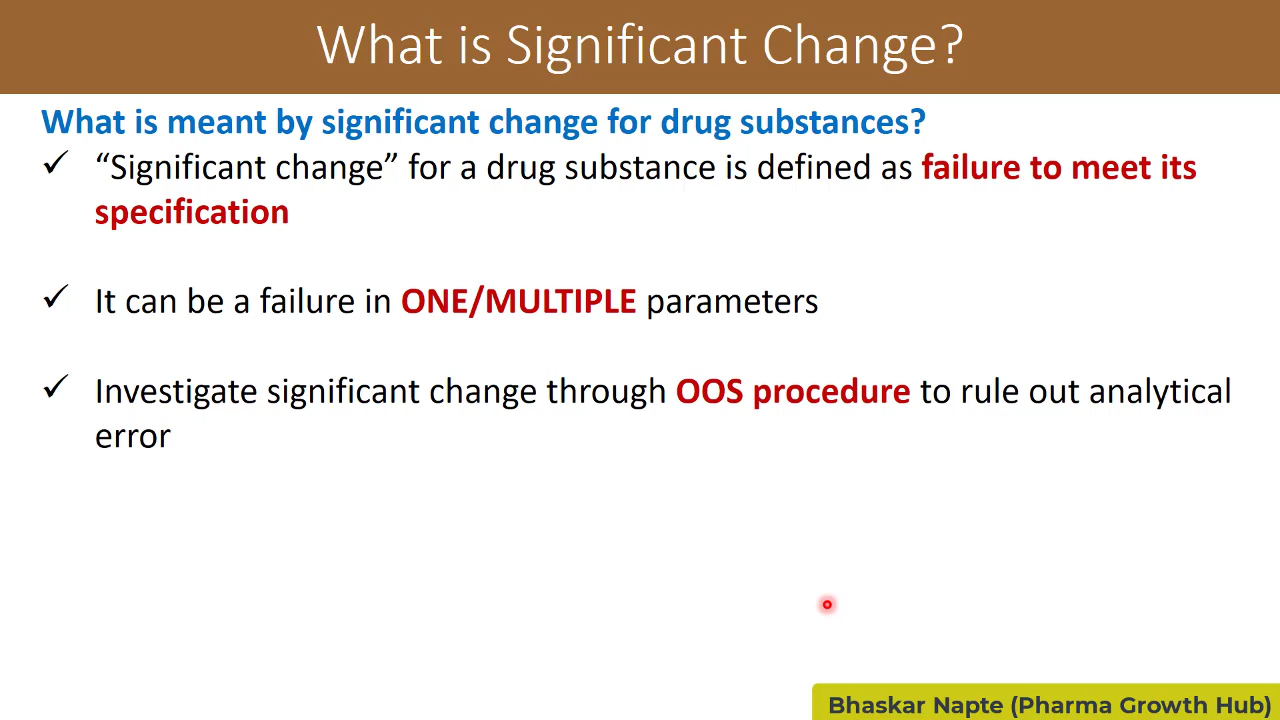 What is Significant Change?
What is meant by significant change for drug substances?
✓ “Significant change” for a drug substance is defined as failure to meet its
specification
✓ It can be a failure in ONE/MULTIPLE parameters
✓ Investigate significant change through OOS procedure to rule out analytical
error
Bhaskar Napte (Pharma Growth Hub)